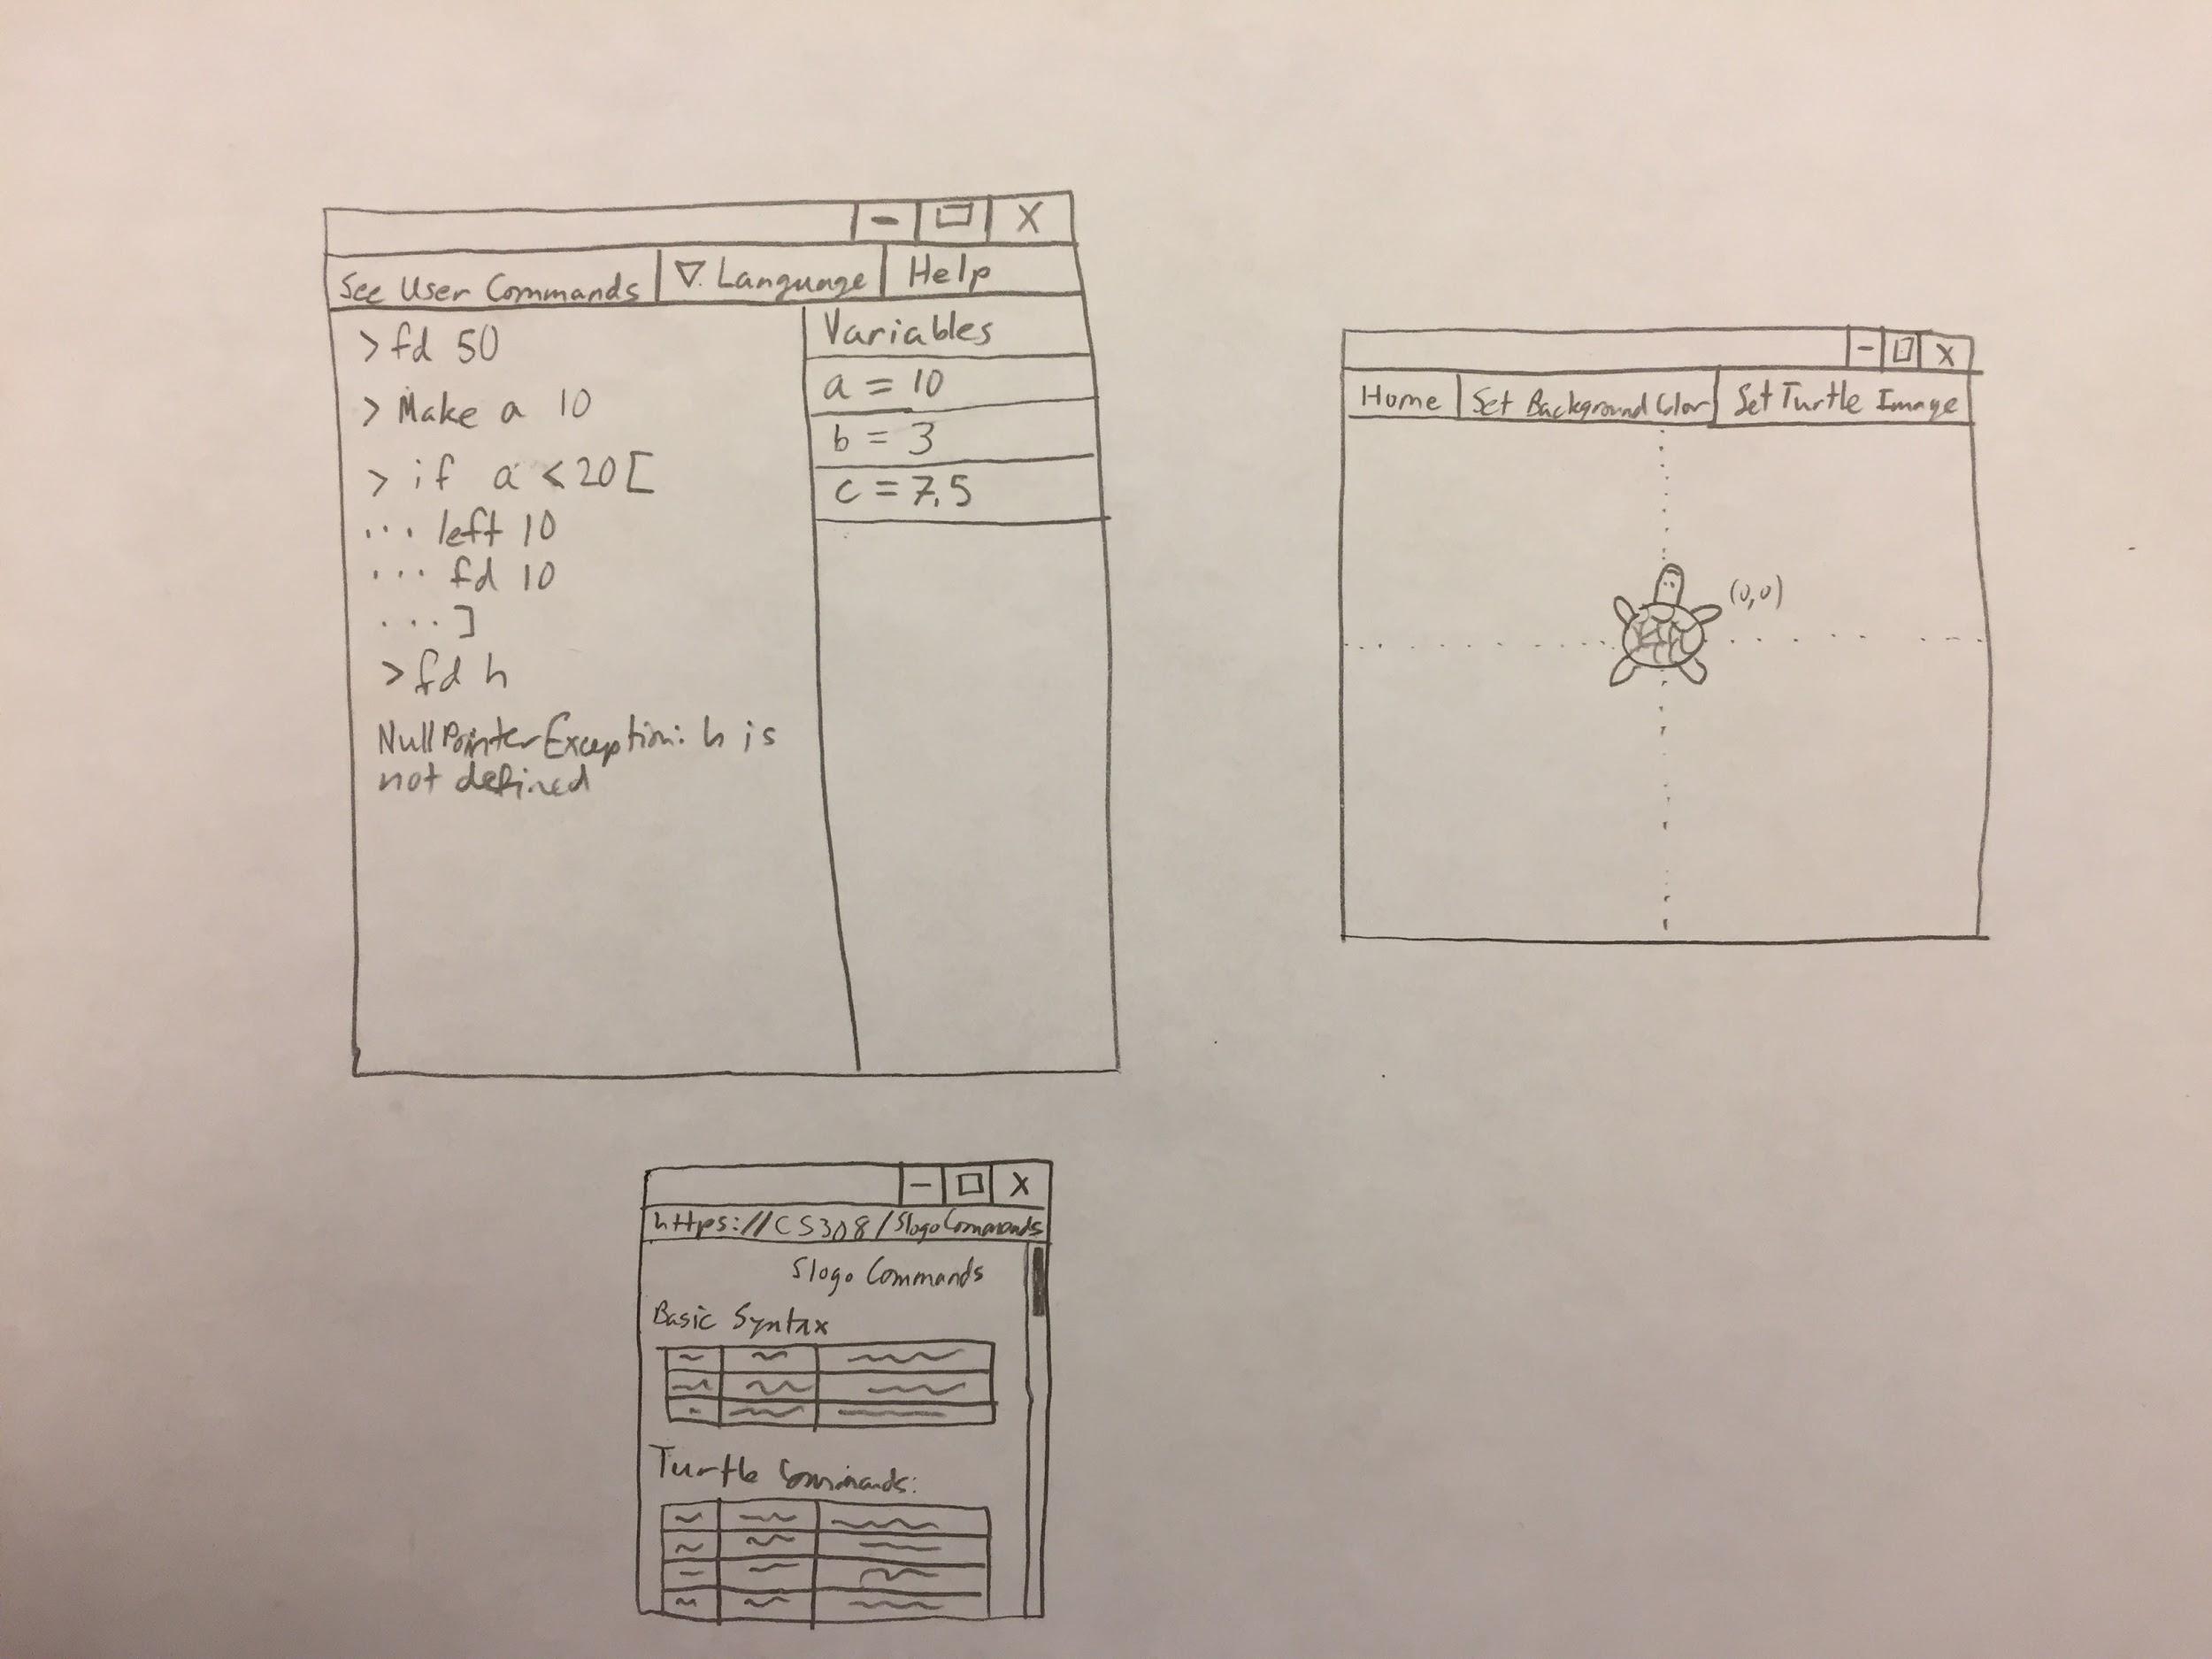 - □ X
See User Commands ▽ Language Help
> fd 50
> Make a 10
> if a < 20 [
... left 10
... fd 10
... ]
> fd h
NullPointerException: h is
not defined
Variables
a = 10
b = 3
c = 7.5
- □ X
Home Set Background Color Set Turtle Image
(0,0)
- □ X
https://CS308/SlogoCommands
Slogo Commands
Basic Syntax
Turtle Commands: